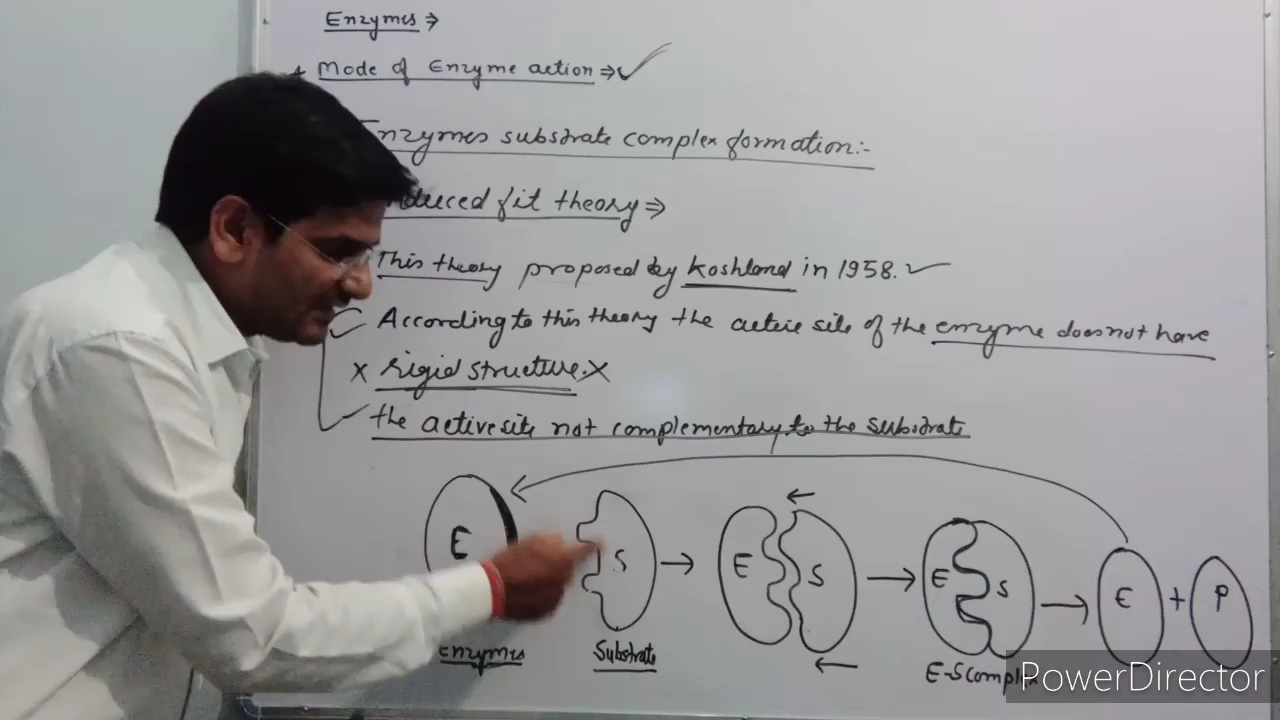 Enzymes ⇒
* Mode of Enzyme action ⇒ ✓
Enzymes substrate complex formation:-
duced fit theory ⇒
This theory proposed by Koshland in 1958. ✓
According to this theory the active site of the enzyme does not have
x rigid structure. x
the active site not complementary to the substrate
E
S
→
E
S
→
E
S
→
E + P
Enzymes
Substrate
E-S comple
PowerDirector